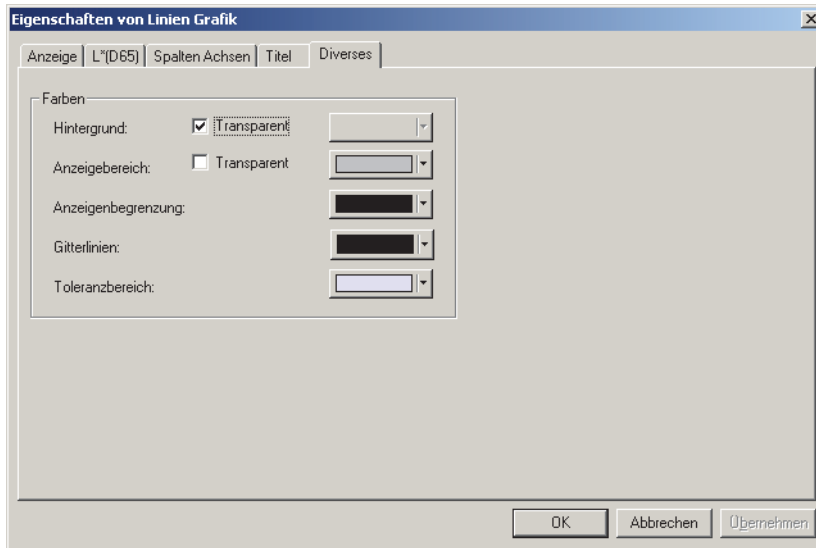 Eigenschaften von Linien Grafik
Anzeige L*(D65) Spalten Achsen Titel Diverses
Farben
Hintergrund: Transparent
Anzeigebereich: Transparent
Anzeigenbegrenzung:
Gitterlinien:
Toleranzbereich:
OK Abbrechen Übernehmen